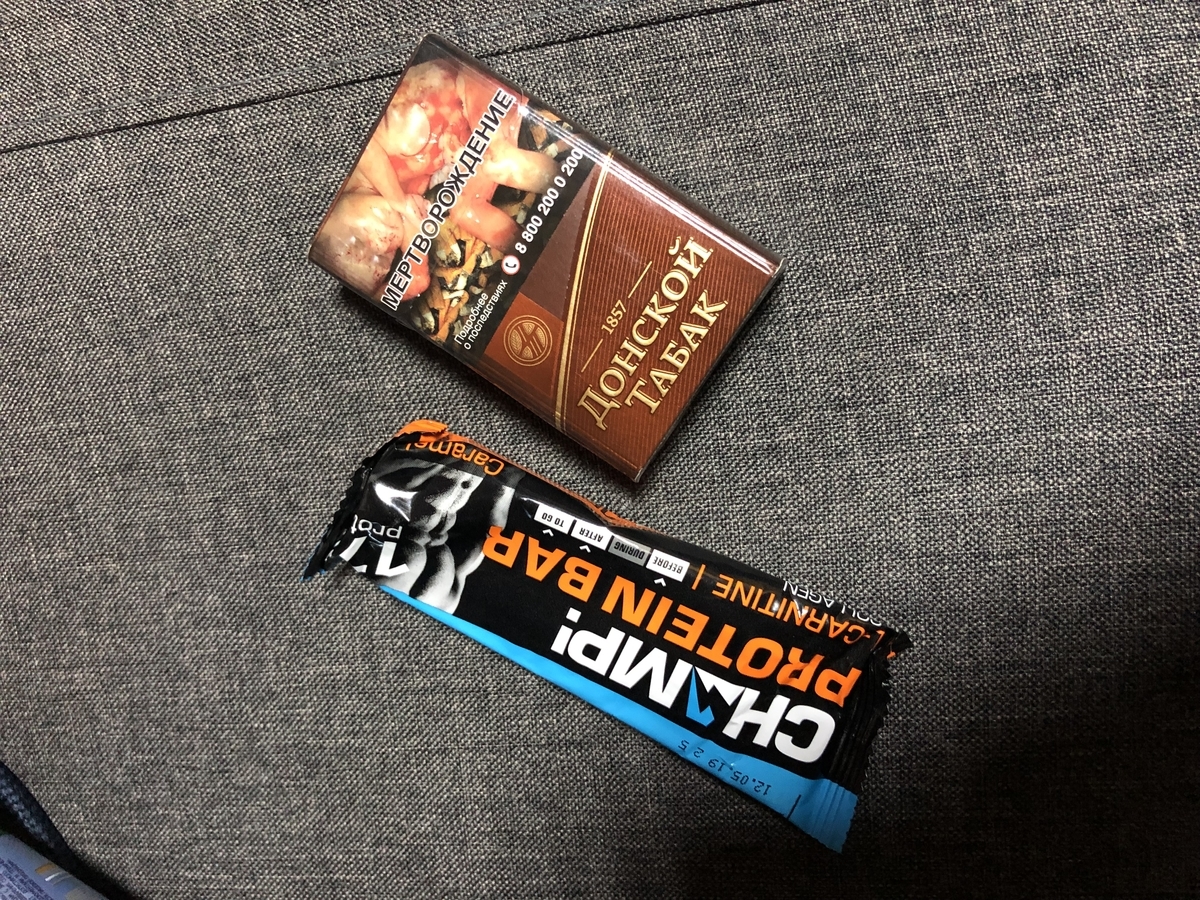 МЕРТВОРОЖДЕНИЕ
Подробнее
о последствиях
8 800 200 0 200
1857
ДОНСКОЙ
ТАБАК
CHAMP!
PROTEIN BAR
L-CARNITINE |
COLLAGEN
BEFORE
DURING
AFTER
TO GO
Caramel
12.05.19 2 5